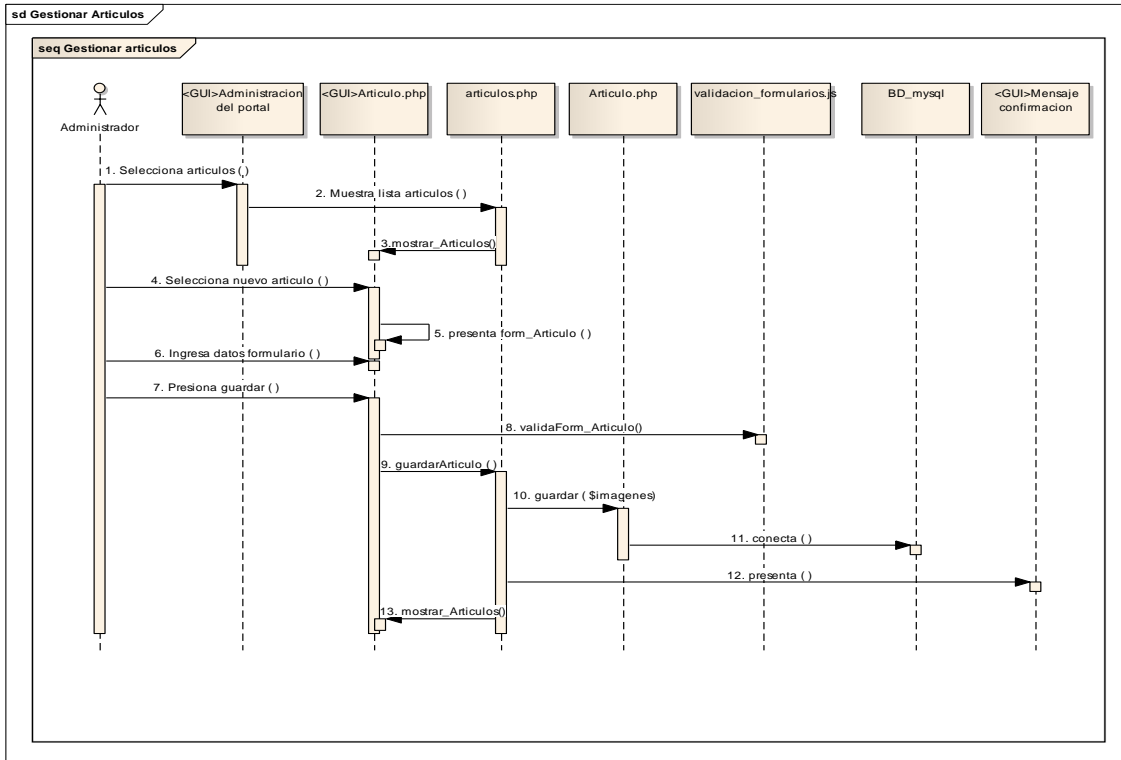 sd Gestionar Articulos
seq Gestionar articulos
Administrador
<GUI>Administracion
del portal
<GUI>Articulo.php
articulos.php
Articulo.php
validacion_formularios.js
BD_mysql
<GUI>Mensaje
confirmacion
1. Selecciona articulos ( )
2. Muestra lista articulos ( )
3.mostrar_Articulos()
4. Selecciona nuevo articulo ( )
5. presenta form_Articulo ( )
6. Ingresa datos formulario ( )
7. Presiona guardar ( )
8. validaForm_Articulo()
9. guardarArticulo ( )
10. guardar ( $imagenes)
11. conecta ( )
12. presenta ( )
13. mostrar_Articulos()